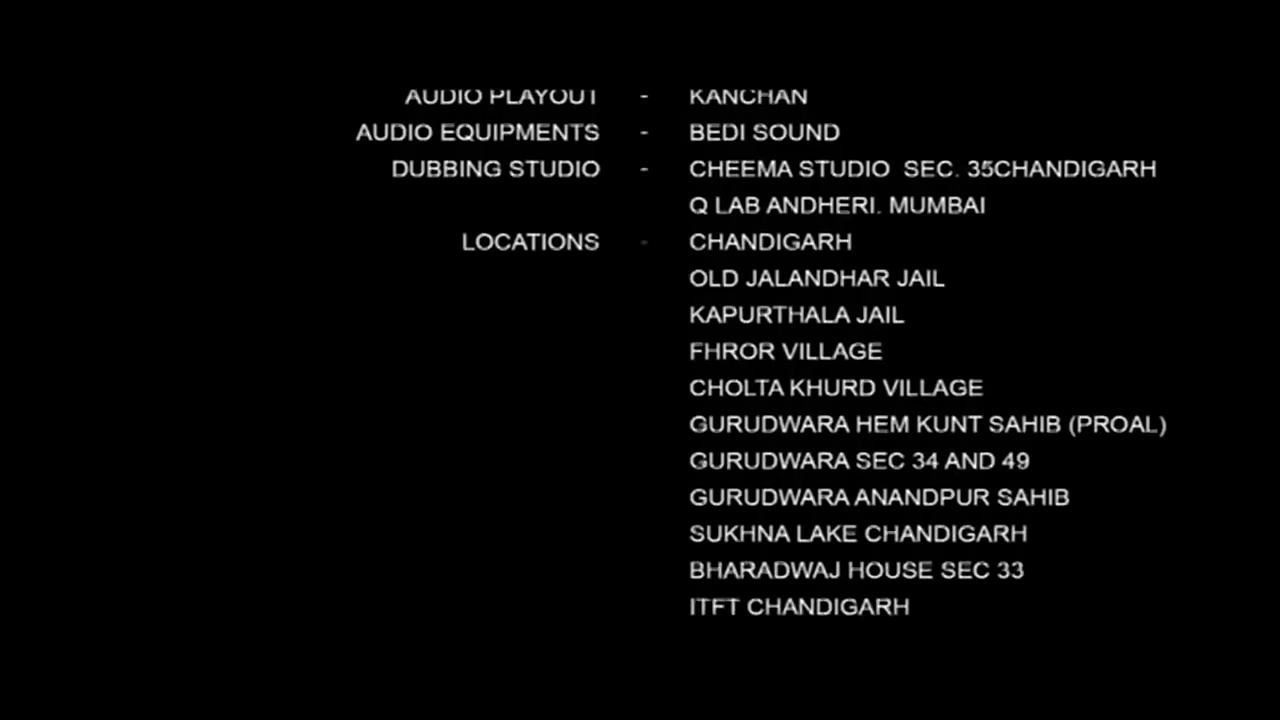 AUDIO PLAYOUT - KANCHAN
AUDIO EQUIPMENTS - BEDI SOUND
DUBBING STUDIO - CHEEMA STUDIO SEC. 35CHANDIGARH
Q LAB ANDHERI. MUMBAI
LOCATIONS - CHANDIGARH
OLD JALANDHAR JAIL
KAPURTHALA JAIL
FHROR VILLAGE
CHOLTA KHURD VILLAGE
GURUDWARA HEM KUNT SAHIB (PROAL)
GURUDWARA SEC 34 AND 49
GURUDWARA ANANDPUR SAHIB
SUKHNA LAKE CHANDIGARH
BHARADWAJ HOUSE SEC 33
ITFT CHANDIGARH